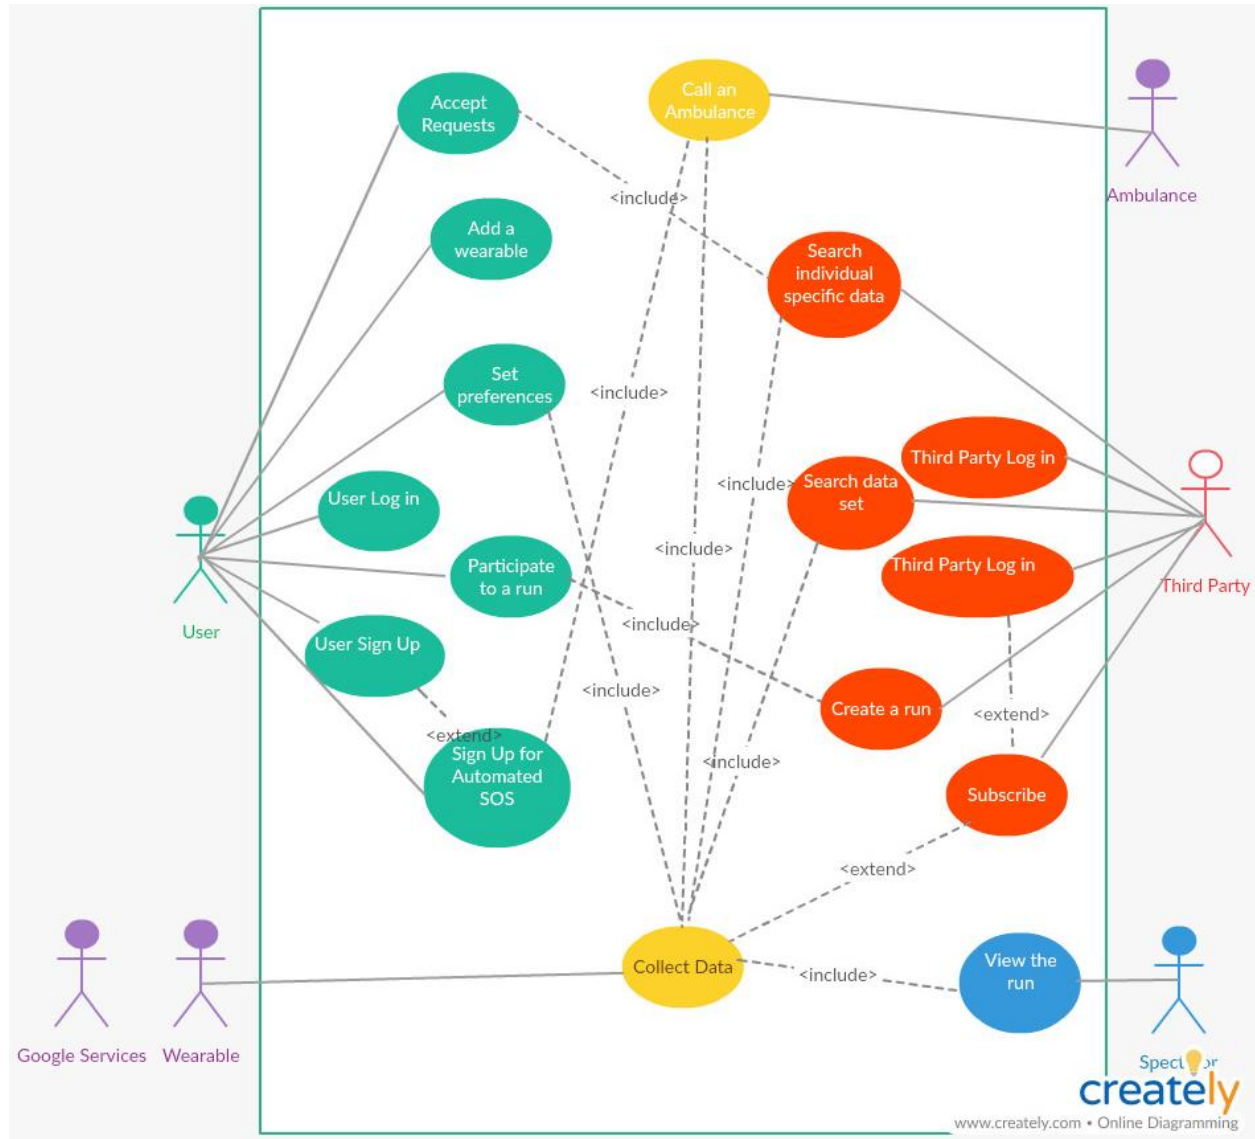 Accept
Requests
Call an
Ambulance
Ambulance
<include>
Add a
wearable
Search
individual
specific data
Set
preferences
<include>
Third Party Log in
User Log in
<include>
Search data
set
<include>
Participate
to a run
Third Party Log in
Third Party
User
<include>
User Sign Up
<include>
Create a run
<extend>
<extend>
Sign Up for
Automated
SOS
<include>
Subscribe
<extend>
Collect Data
<include>
View the
run
Google Services
Wearable
creately
www.creately.com • Online Diagramming